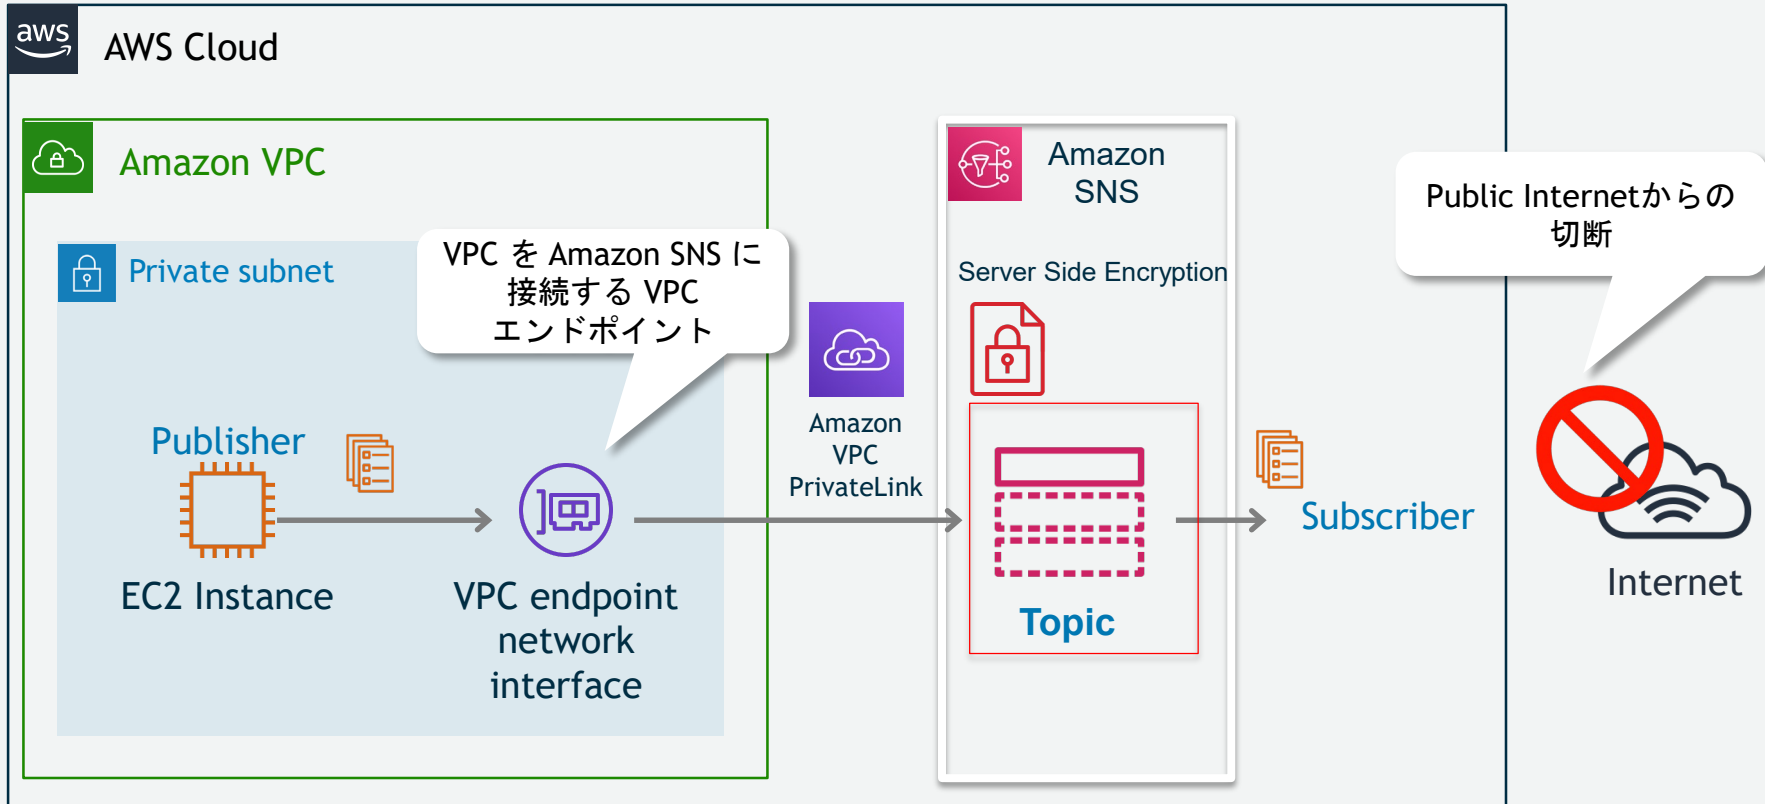 aws
AWS Cloud
Amazon VPC
Private subnet
VPC を Amazon SNS に
接続する VPC
エンドポイント
Publisher
EC2 Instance
VPC endpoint
network
interface
Amazon
VPC
PrivateLink
Amazon
SNS
Server Side Encryption
Topic
Subscriber
Public Internetからの
切断
Internet